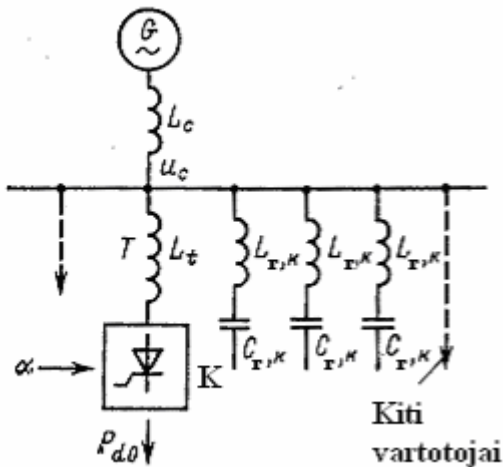 G
~
L_c
u_c
T
L_t
L_r,к
L_r,к
L_r,к
C_r,к
C_r,к
C_r,к
α
K
P_d0
Kiti
vartotojai